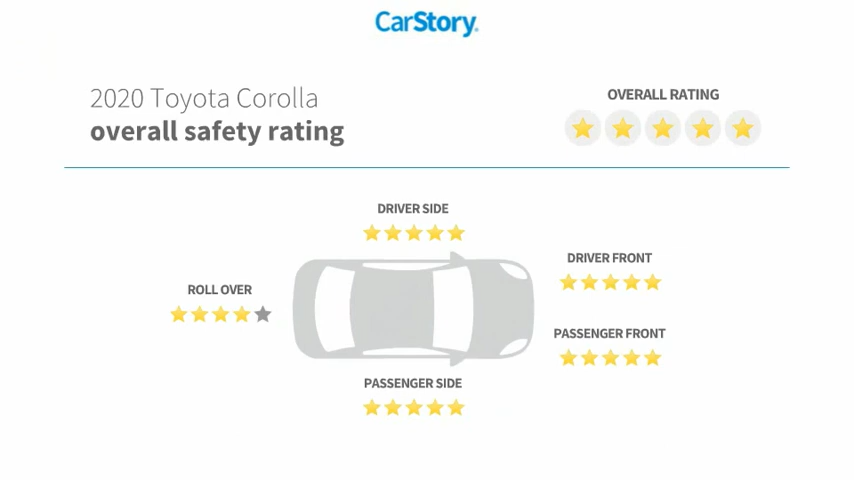 CarStory.
2020 Toyota Corolla
overall safety rating
OVERALL RATING
DRIVER SIDE
DRIVER FRONT
ROLL OVER
PASSENGER FRONT
PASSENGER SIDE